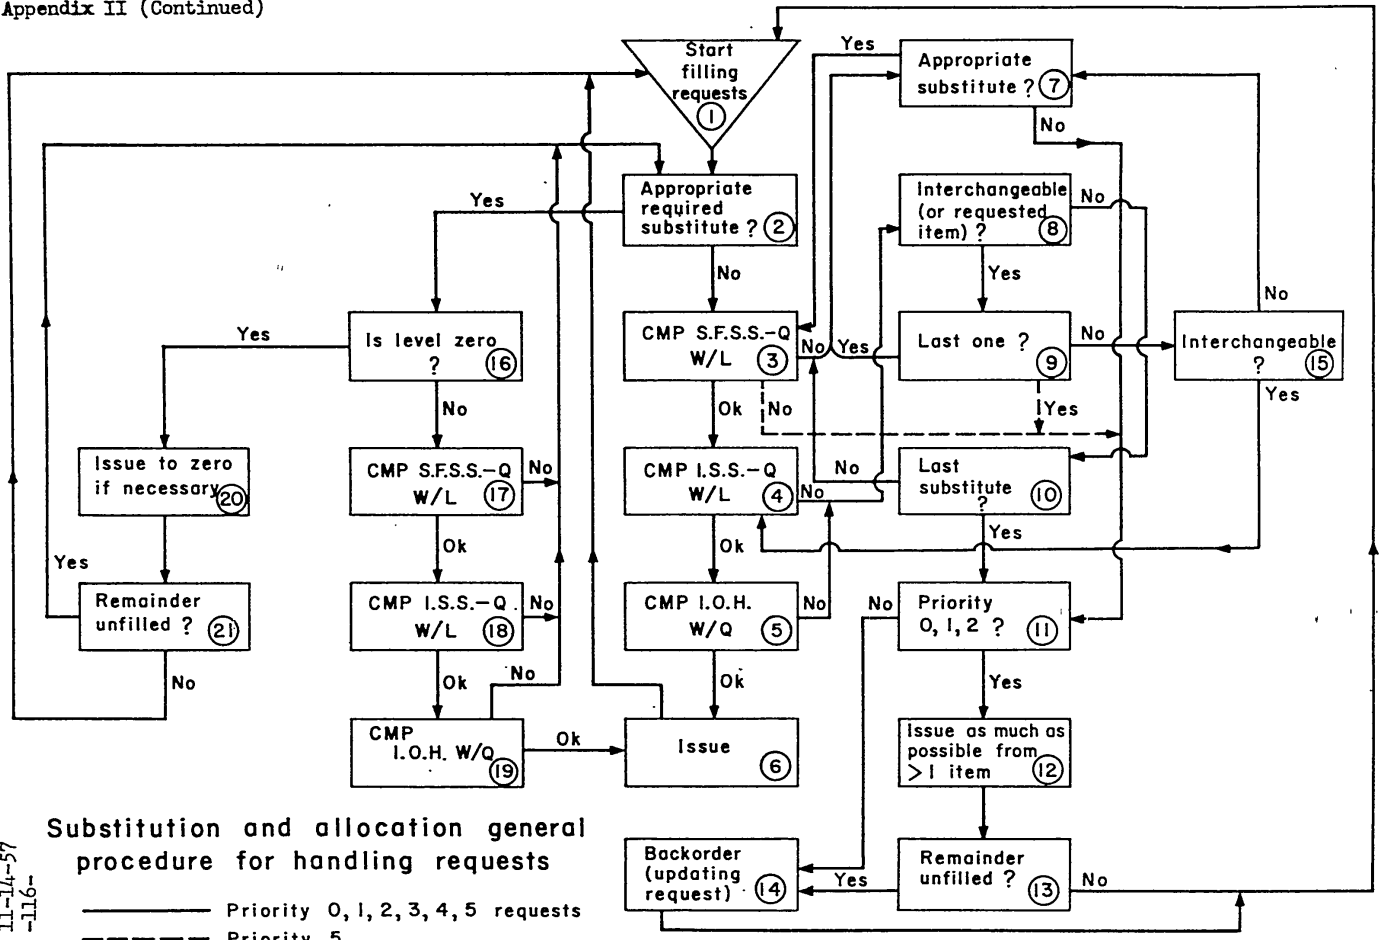 Appendix II (Continued)
Start
filling
requests
1
Appropriate
required
substitute ? 2
CMP S.F.S.S.-Q
W/L 3
CMP I.S.S.-Q
W/L 4
CMP I.O.H.
W/Q 5
Issue
6
Appropriate
substitute ? 7
Interchangeable
(or requested
item) ? 8
Last one ?
9
Last
substitute
? 10
Priority
0, 1, 2 ? 11
Issue as much as
possible from
>1 item 12
Remainder
unfilled ? 13
Backorder
(updating
request) 14
Interchangeable
? 15
Is level zero
? 16
CMP S.F.S.S.-Q
W/L 17
CMP I.S.S.-Q
W/L 18
CMP
I.O.H. W/Q
19
Issue to zero
if necessary 20
Remainder
unfilled ? 21
Yes
No
Yes
No
Yes
No
Yes
No
Ok
No
No
Yes
No
Yes
No
Yes
No
Ok
No
Yes
No
Ok
No
Ok
No
Yes
Yes
No
Ok
No
No
Yes
No
Ok
Ok
Yes
No
Substitution and allocation general
procedure for handling requests
Priority 0, 1, 2, 3, 4, 5 requests
Priority 5
11-14-57
-116-